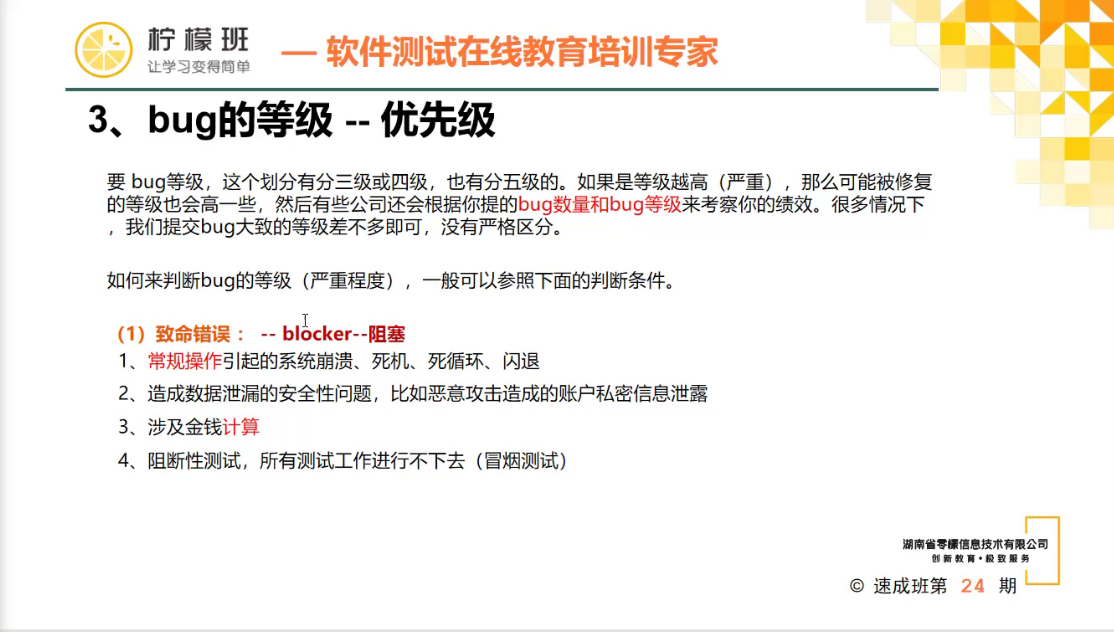 柠檬班
让学习变得简单
— 软件测试在线教育培训专家
3、bug的等级 -- 优先级
要 bug等级，这个划分有分三级或四级，也有分五级的。如果是等级越高（严重），那么可能被修复
的等级也会高一些，然后有些公司还会根据你提的bug数量和bug等级来考察你的绩效。很多情况下
，我们提交bug大致的等级差不多即可，没有严格区分。
如何来判断bug的等级（严重程度），一般可以参照下面的判断条件。
（1）致命错误： -- blocker--阻塞
1、常规操作引起的系统崩溃、死机、死循环、闪退
2、造成数据泄漏的安全性问题，比如恶意攻击造成的账户私密信息泄露
3、涉及金钱计算
4、阻断性测试，所有测试工作进行不下去（冒烟测试）
湖南省零檬信息技术有限公司
创新教育•极致服务
© 速成班第 24 期